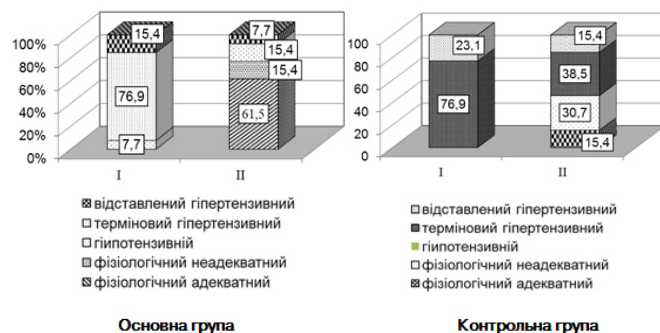 100%
80%
60%
40%
20%
0%
15,4
76,9
7,7
7,7
15,4
15,4
61,5
I
II
відставлений гіпертензивний
терміновий гіпертензивний
гіипотензивній
фізіологічний неадекватний
фізіологічний адекватний
Основна група
100
80
60
40
20
0
23,1
76,9
15,4
38,5
30,7
15,4
I
II
відставлений гіпертензивний
терміновий гіпертензивний
гіипотензивній
фізіологічний неадекватний
фізіологічний адекватний
Контрольна група